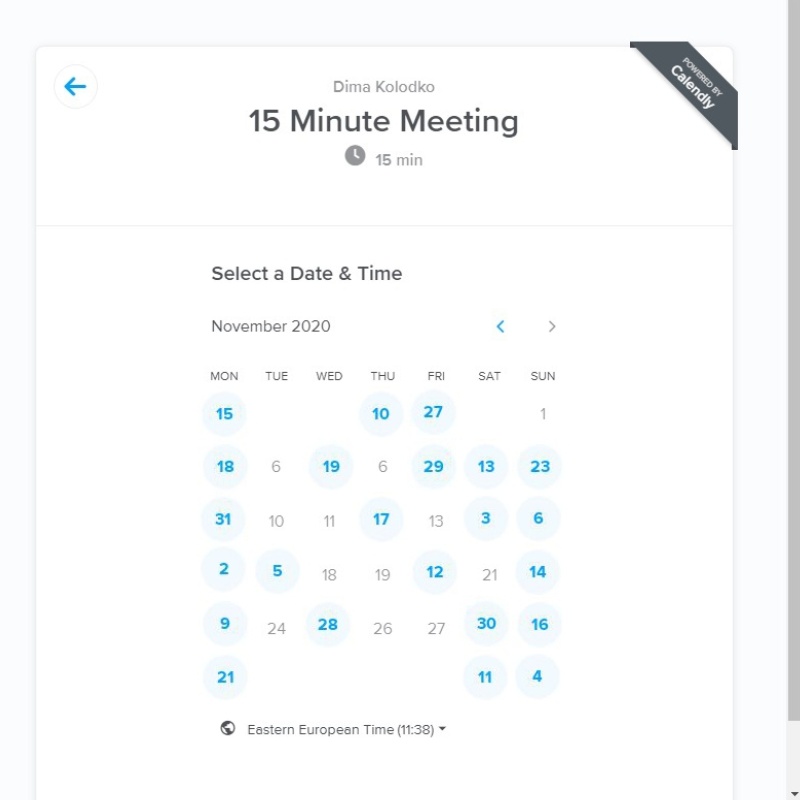 POWERED BY
Calendly
Dima Kolodko
15 Minute Meeting
15 min
Select a Date & Time
November 2020
MON TUE WED THU FRI SAT SUN
15 10 27 1
18 6 19 6 29 13 23
31 10 11 17 13 3 6
2 5 18 19 12 21 14
9 24 28 26 27 30 16
21 11 4
Eastern European Time (11:38)